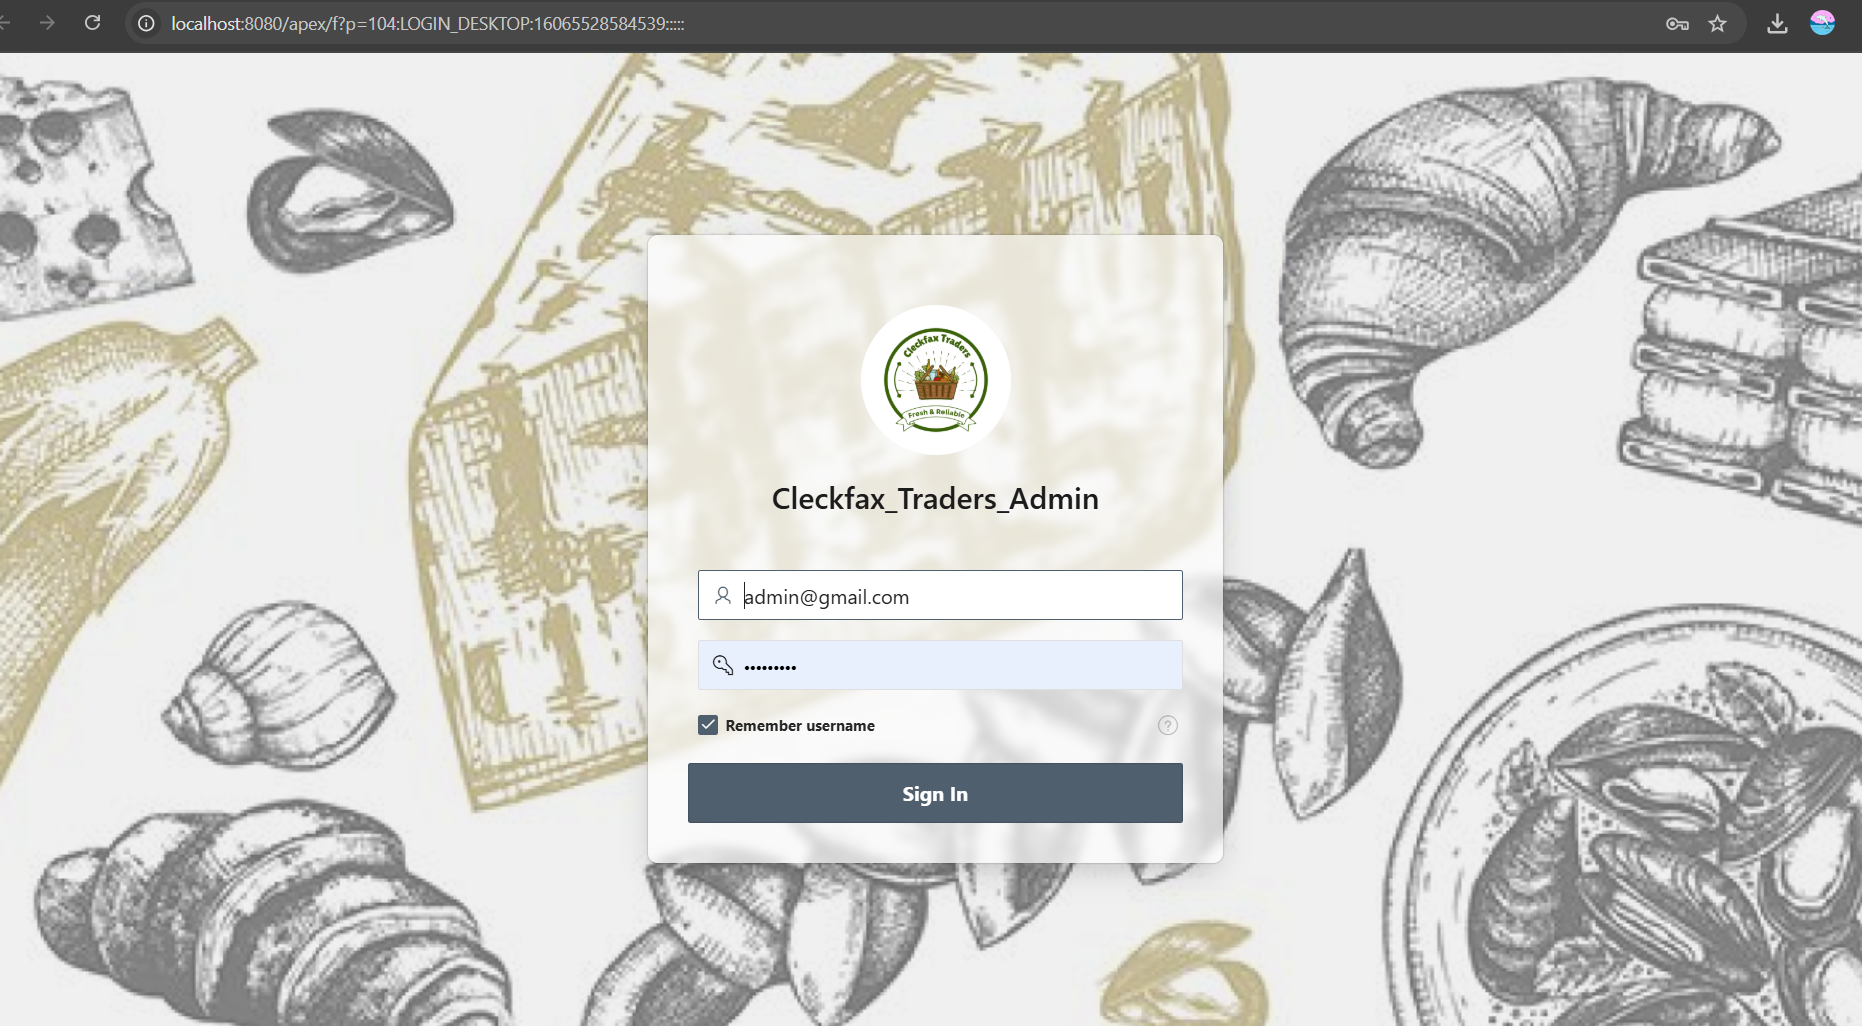 localhost:8080/apex/f?p=104:LOGIN_DESKTOP:16065528584539:::::
Cleckfax Traders
Fresh & Reliable
Cleckfax_Traders_Admin
admin@gmail.com
•••••••••
Remember username
?
Sign In